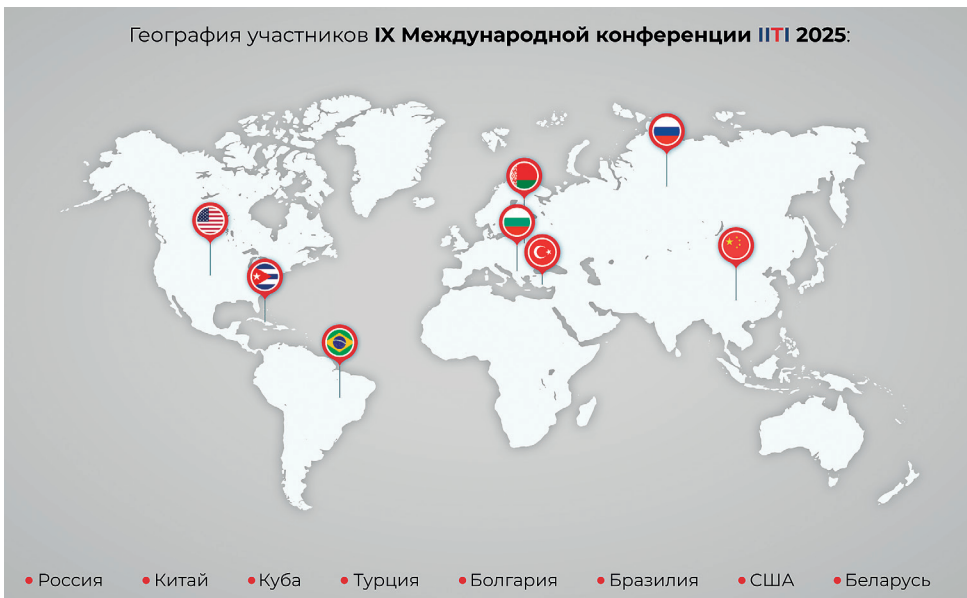 География участников IX Международной конференции IITI 2025:
• Россия • Китай • Куба • Турция • Болгария • Бразилия • США • Беларусь